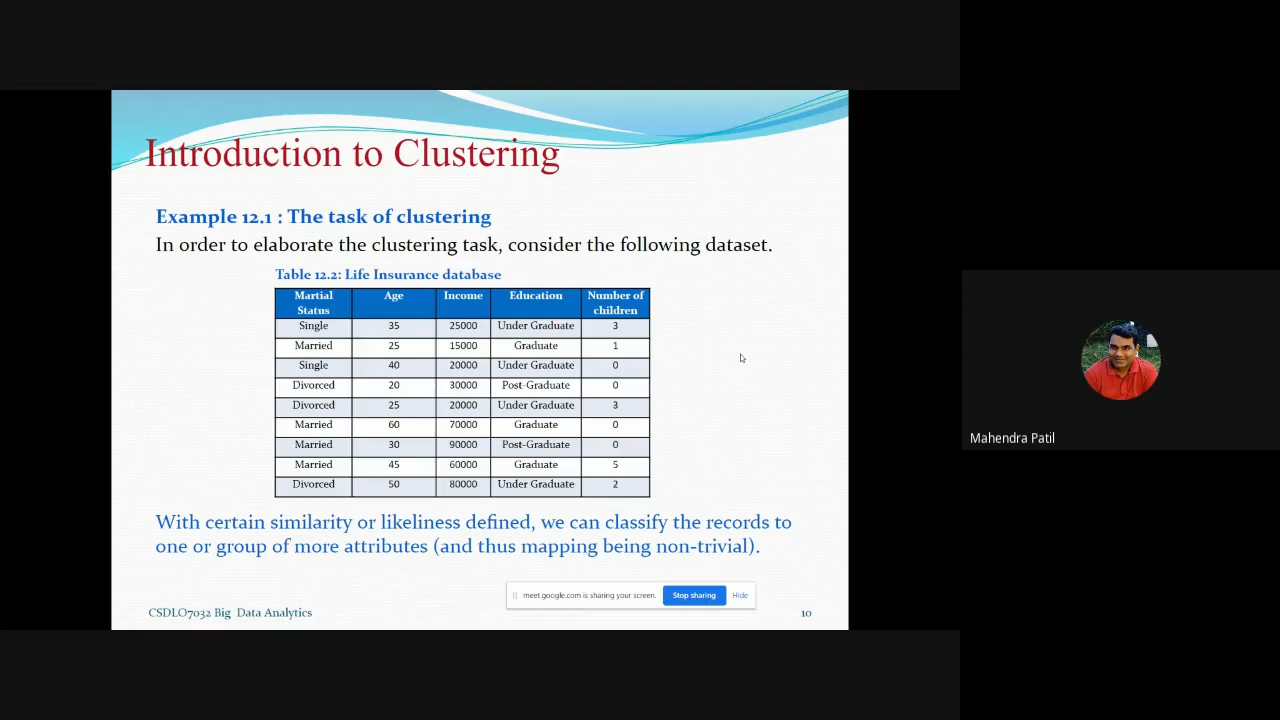 Introduction to Clustering
Example 12.1 : The task of clustering
In order to elaborate the clustering task, consider the following dataset.
Table 12.2: Life Insurance database
Martial Status Age Income Education Number of children
Single 35 25000 Under Graduate 3
Married 25 15000 Graduate 1
Single 40 20000 Under Graduate 0
Divorced 20 30000 Post-Graduate 0
Divorced 25 20000 Under Graduate 3
Married 60 70000 Graduate 0
Married 30 90000 Post-Graduate 0
Married 45 60000 Graduate 5
Divorced 50 80000 Under Graduate 2
With certain similarity or likeliness defined, we can classify the records to
one or group of more attributes (and thus mapping being non-trivial).
meet.google.com is sharing your screen. Stop sharing Hide
CSDLO7032 Big Data Analytics 10
Mahendra Patil